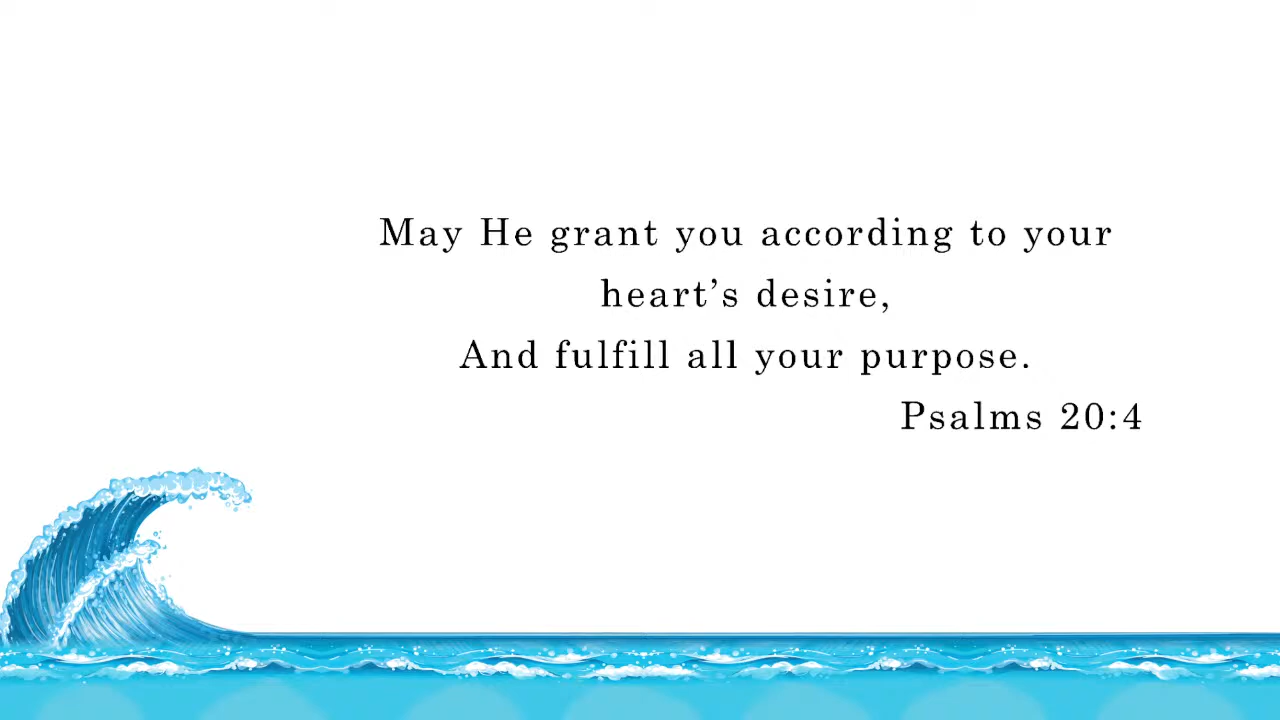 May He grant you according to your
heart’s desire,
And fulfill all your purpose.
Psalms 20:4